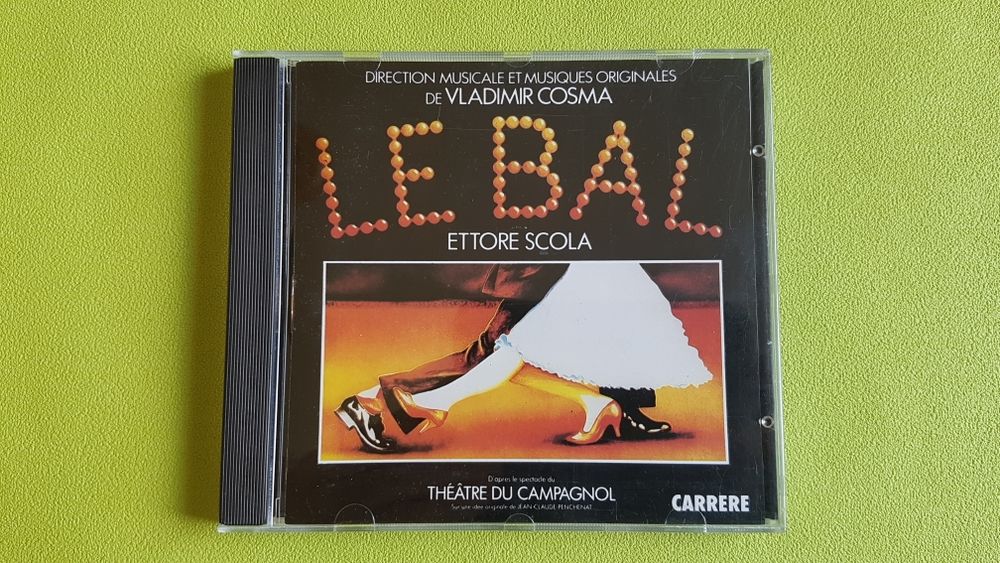 DIRECTION MUSICALE ET MUSIQUES ORIGINALES
DE VLADIMIR COSMA
LE BAL
ETTORE SCOLA
D'après le spectacle du
THÉÂTRE DU CAMPAGNOL
Sur une idée originale de JEAN-CLAUDE PENCHENAT
CARRERE